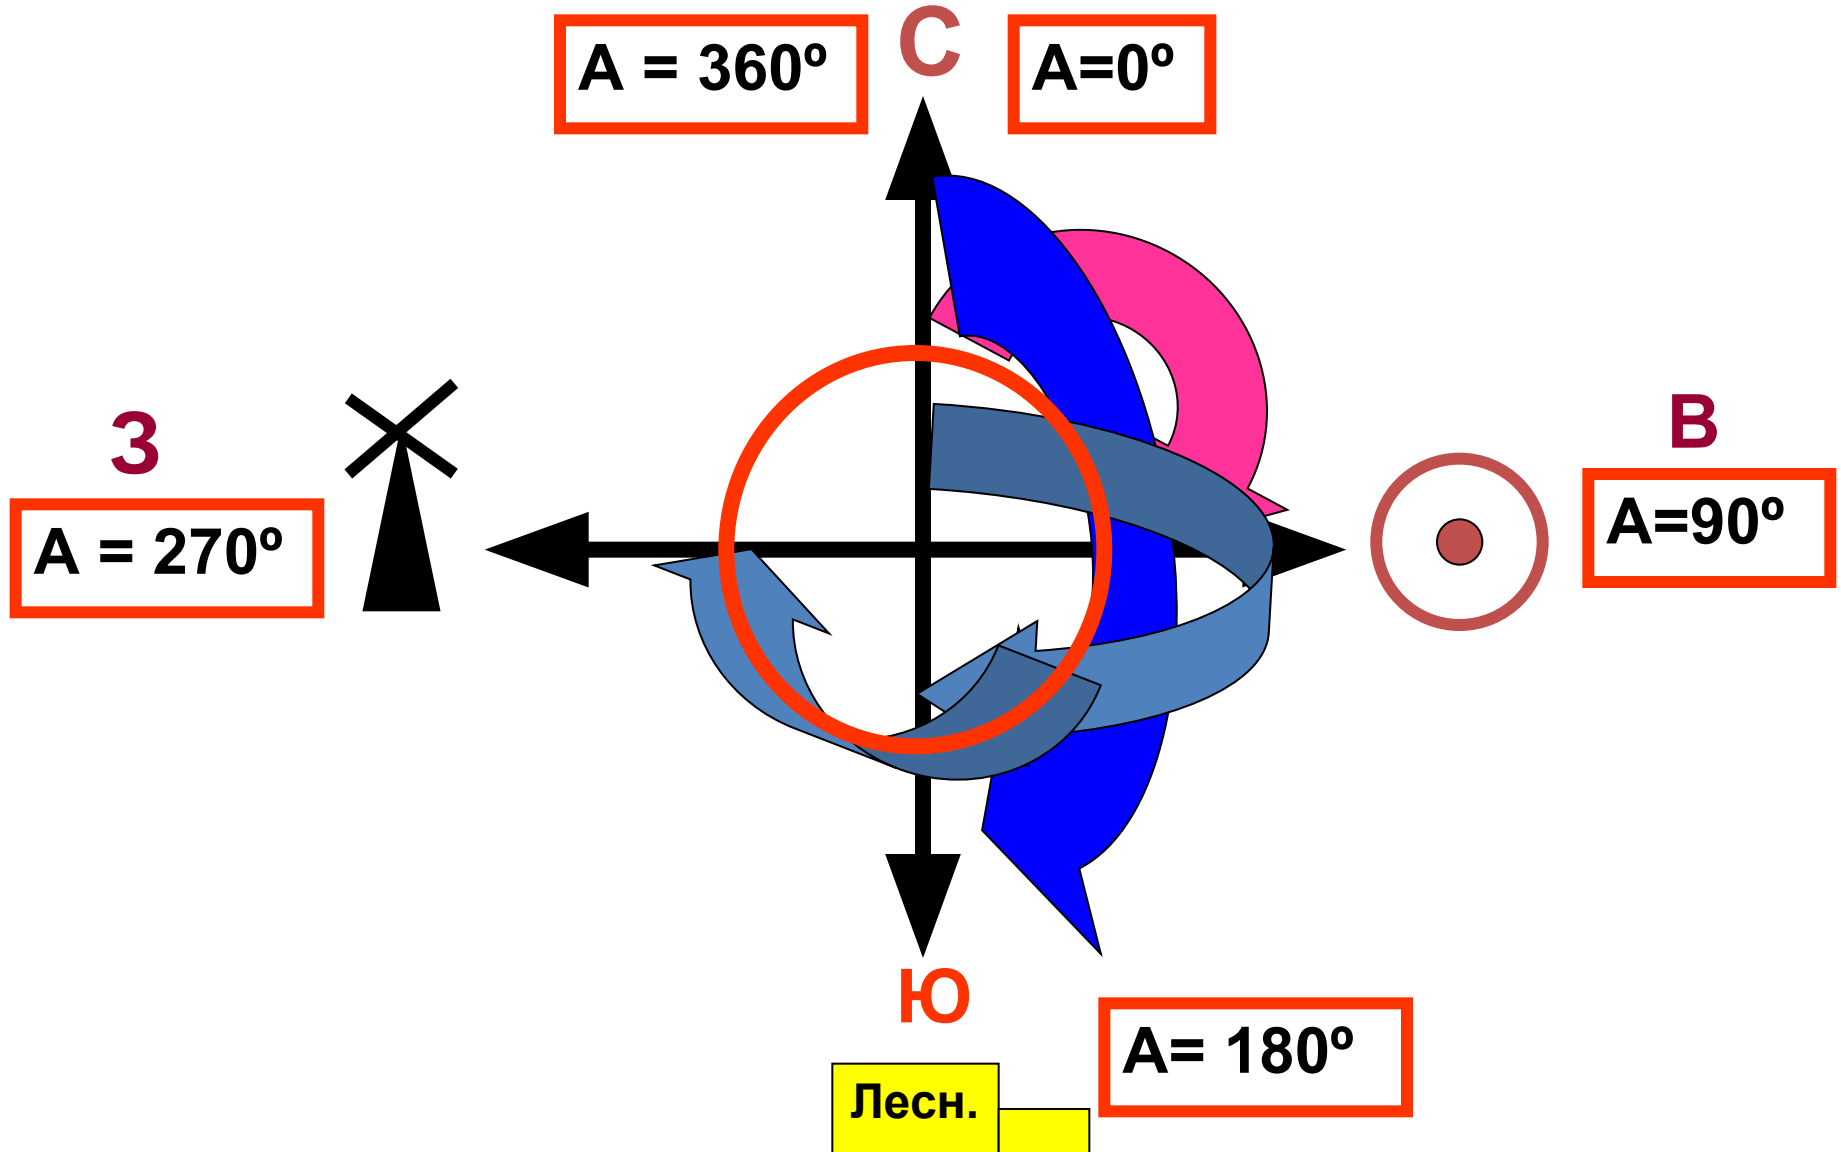 А = 360º
С
А=0º
З
В
А = 270º
А=90º
Ю
А= 180º
Лесн.